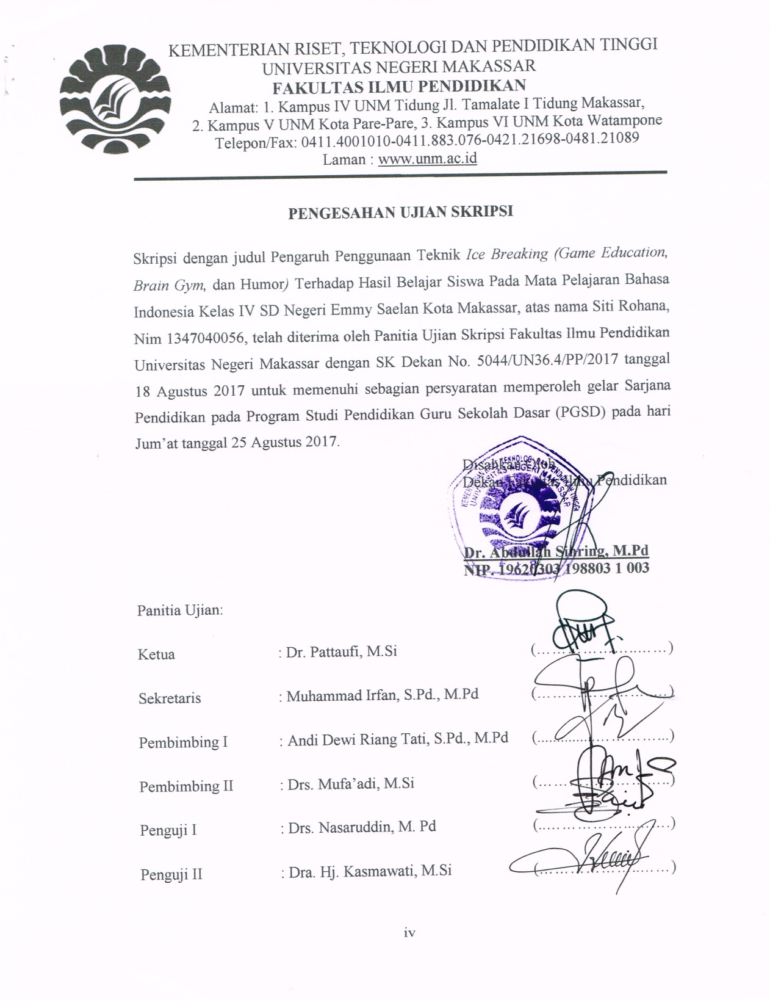 KEMENTERIAN RISET, TEKNOLOGI DAN PENDIDIKAN TINGGI
UNIVERSITAS NEGERI MAKASSAR
FAKULTAS ILMU PENDIDIKAN
Alamat: 1. Kampus IV UNM Tidung Jl. Tamalate I Tidung Makassar,
2. Kampus V UNM Kota Pare-Pare, 3. Kampus VI UNM Kota Watampone
Telepon/Fax: 0411.4001010-0411.883.076-0421.21698-0481.21089
Laman : www.unm.ac.id
PENGESAHAN UJIAN SKRIPSI
Skripsi dengan judul Pengaruh Penggunaan Teknik Ice Breaking (Game Education,
Brain Gym, dan Humor) Terhadap Hasil Belajar Siswa Pada Mata Pelajaran Bahasa
Indonesia Kelas IV SD Negeri Emmy Saelan Kota Makassar, atas nama Siti Rohana,
Nim 1347040056, telah diterima oleh Panitia Ujian Skripsi Fakultas Ilmu Pendidikan
Universitas Negeri Makassar dengan SK Dekan No. 5044/UN36.4/PP/2017 tanggal
18 Agustus 2017 untuk memenuhi sebagian persyaratan memperoleh gelar Sarjana
Pendidikan pada Program Studi Pendidikan Guru Sekolah Dasar (PGSD) pada hari
Jum’at tanggal 25 Agustus 2017.
Disahkan Oleh
Dekan Fakultas Ilmu Pendidikan
UNIVERSITAS NEGERI MAKASSAR
Dr. Abdullah Sinring, M.Pd
NIP. 19620303 198803 1 003
Panitia Ujian:
Ketua : Dr. Pattaufi, M.Si (........................)
Sekretaris : Muhammad Irfan, S.Pd., M.Pd (........................)
Pembimbing I : Andi Dewi Riang Tati, S.Pd., M.Pd (........................)
Pembimbing II : Drs. Mufa’adi, M.Si (........................)
Penguji I : Drs. Nasaruddin, M. Pd (........................)
Penguji II : Dra. Hj. Kasmawati, M.Si (........................)
iv